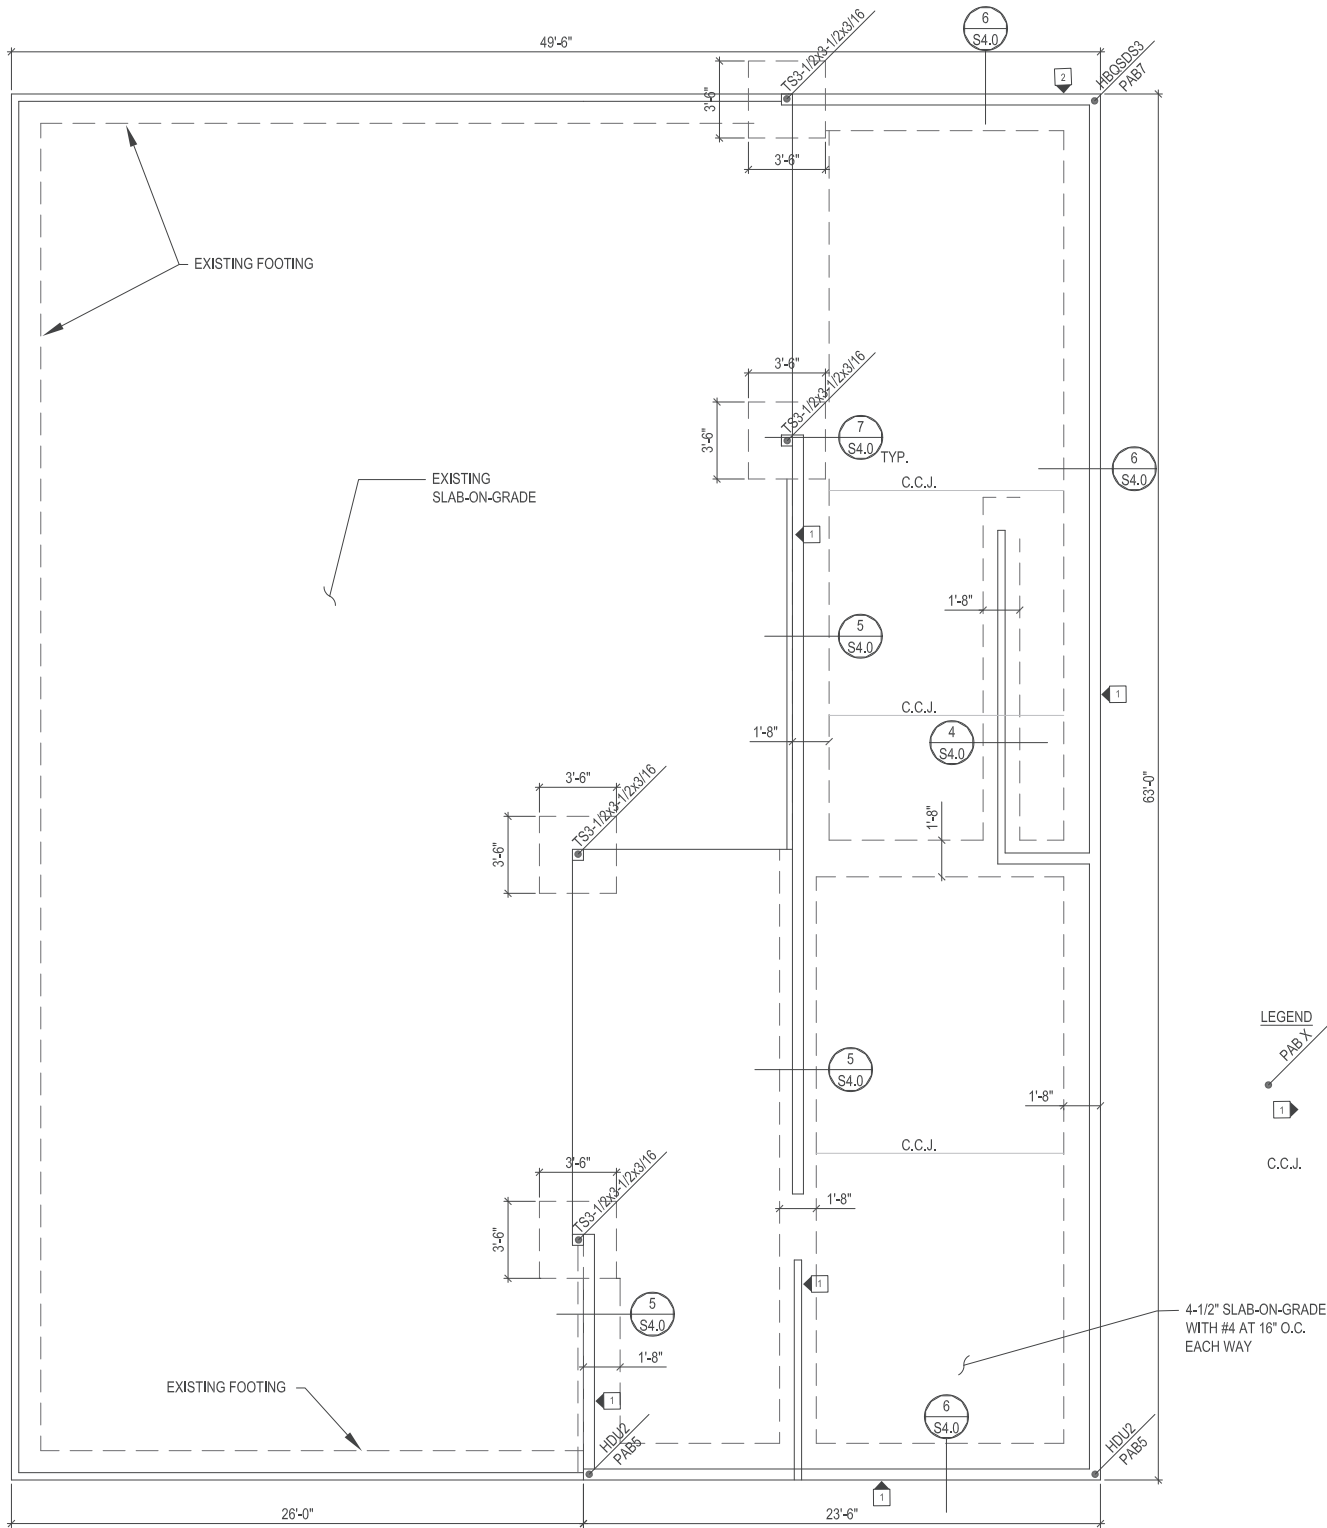 6
S4.0
49'-6"
TS3-1/2x3-1/2x3/16
2
HBQSDS3
PAB7
3'-6"
3'-6"
EXISTING FOOTING
3'-6"
TS3-1/2x3-1/2x3/16
3'-6"
7
S4.0
TYP.
6
S4.0
EXISTING
SLAB-ON-GRADE
C.C.J.
1
1'-8"
5
S4.0
1
C.C.J.
1'-8"
4
S4.0
63'-0"
3'-6"
TS3-1/2x3-1/2x3/16
1'-8"
3'-6"
LEGEND
PAB X
5
S4.0
1'-8"
1
C.C.J.
C.C.J.
3'-6"
TS3-1/2x3-1/2x3/16
1'-8"
3'-6"
1
5
S4.0
4-1/2" SLAB-ON-GRADE
WITH #4 AT 16" O.C.
EACH WAY
1'-8"
EXISTING FOOTING
1
6
S4.0
HDU2
PAB5
HDU2
PAB5
1
26'-0"
23'-6"